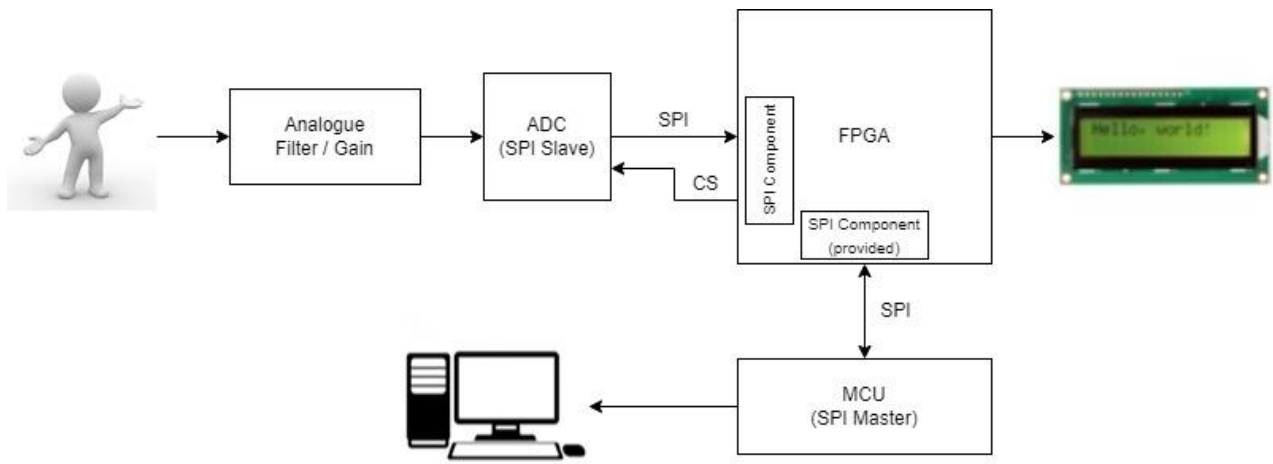 Analogue
Filter / Gain
ADC
(SPI Slave)
SPI
CS
SPI Component
FPGA
SPI Component
(provided)
Hello, world!
SPI
MCU
(SPI Master)